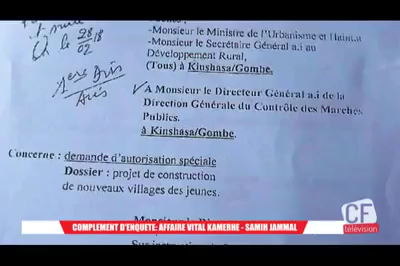 28/8
02
-Monsieur le Ministre de l'Urbanisme et Habitat
-Monsieur le Secrétaire Général a.i au
Développement Rural,
(Tous) à Kinshasa/Gombe.
A Monsieur le Directeur Général a.i de la
Direction Générale du Contrôle des Marchés
Publics.
à Kinshasa/Gombe.
Concerne : demande d'autorisation spéciale
Dossier : projet de construction
de nouveaux villages des jeunes.
COMPLEMENT D'ENQUETE: AFFAIRE VITAL KAMERHE - SAMIH JAMMAL
CF
télévision